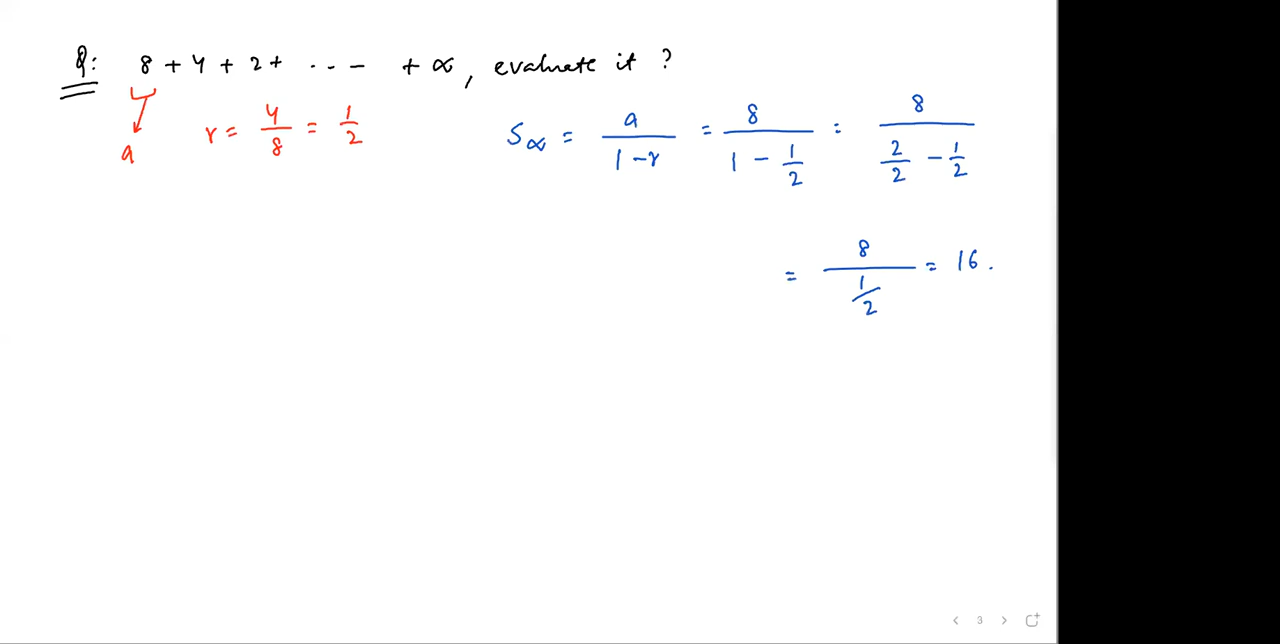 Q: 8 + 4 + 2 + ... - + ∝, evaluate it ?
a r = 4/8 = 1/2
S∝ = a/(1-r) = 8/(1 - 1/2) = 8/(2/2 - 1/2)
= 8/(1/2) = 16.
< 3 >